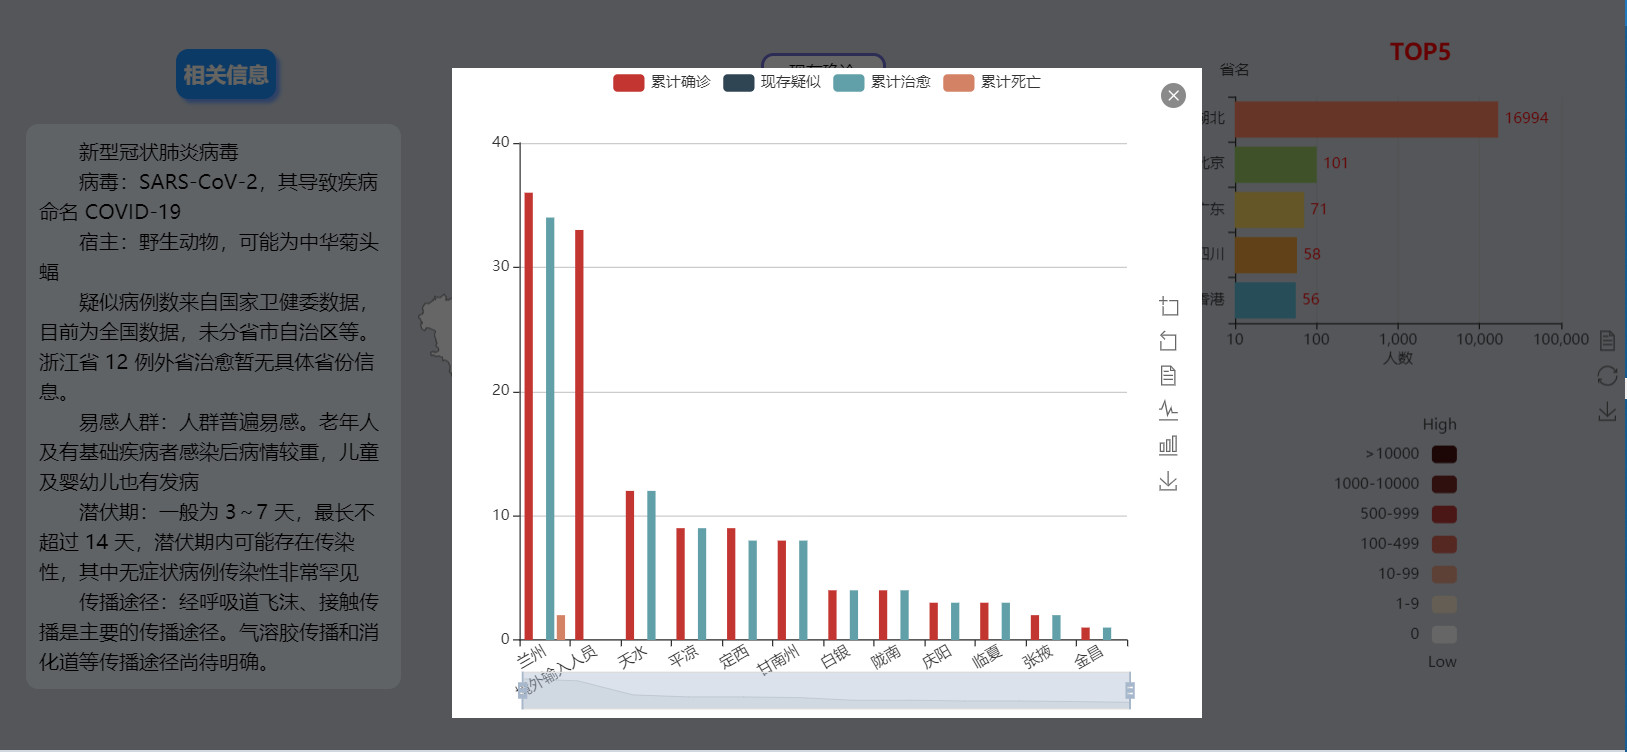 相关信息
新型冠状肺炎病毒
病毒：SARS-CoV-2，其导致疾病
命名 COVID-19
宿主：野生动物，可能为中华菊头
蝠
疑似病例数来自国家卫健委数据，
目前为全国数据，未分省市自治区等。
浙江省 12 例外省治愈暂无具体省份信
息。
易感人群：人群普遍易感。老年人
及有基础疾病者感染后病情较重，儿童
及婴幼儿也有发病
潜伏期：一般为 3～7 天，最长不
超过 14 天，潜伏期内可能存在传染
性，其中无症状病例传染性非常罕见
传播途径：经呼吸道飞沫、接触传
播是主要的传播途径。气溶胶传播和消
化道等传播途径尚待明确。
累计确诊 现存疑似 累计治愈 累计死亡
40
30
20
10
0
兰州 境外输入人员 天水 平凉 定西 甘南州 白银 陇南 庆阳 临夏 张掖 金昌
TOP5
省名
湖北 16994
北京 101
广东 71
四川 58
香港 56
10 100 1,000 10,000 100,000
人数
High
>10000
1000-10000
500-999
100-499
10-99
1-9
0
Low